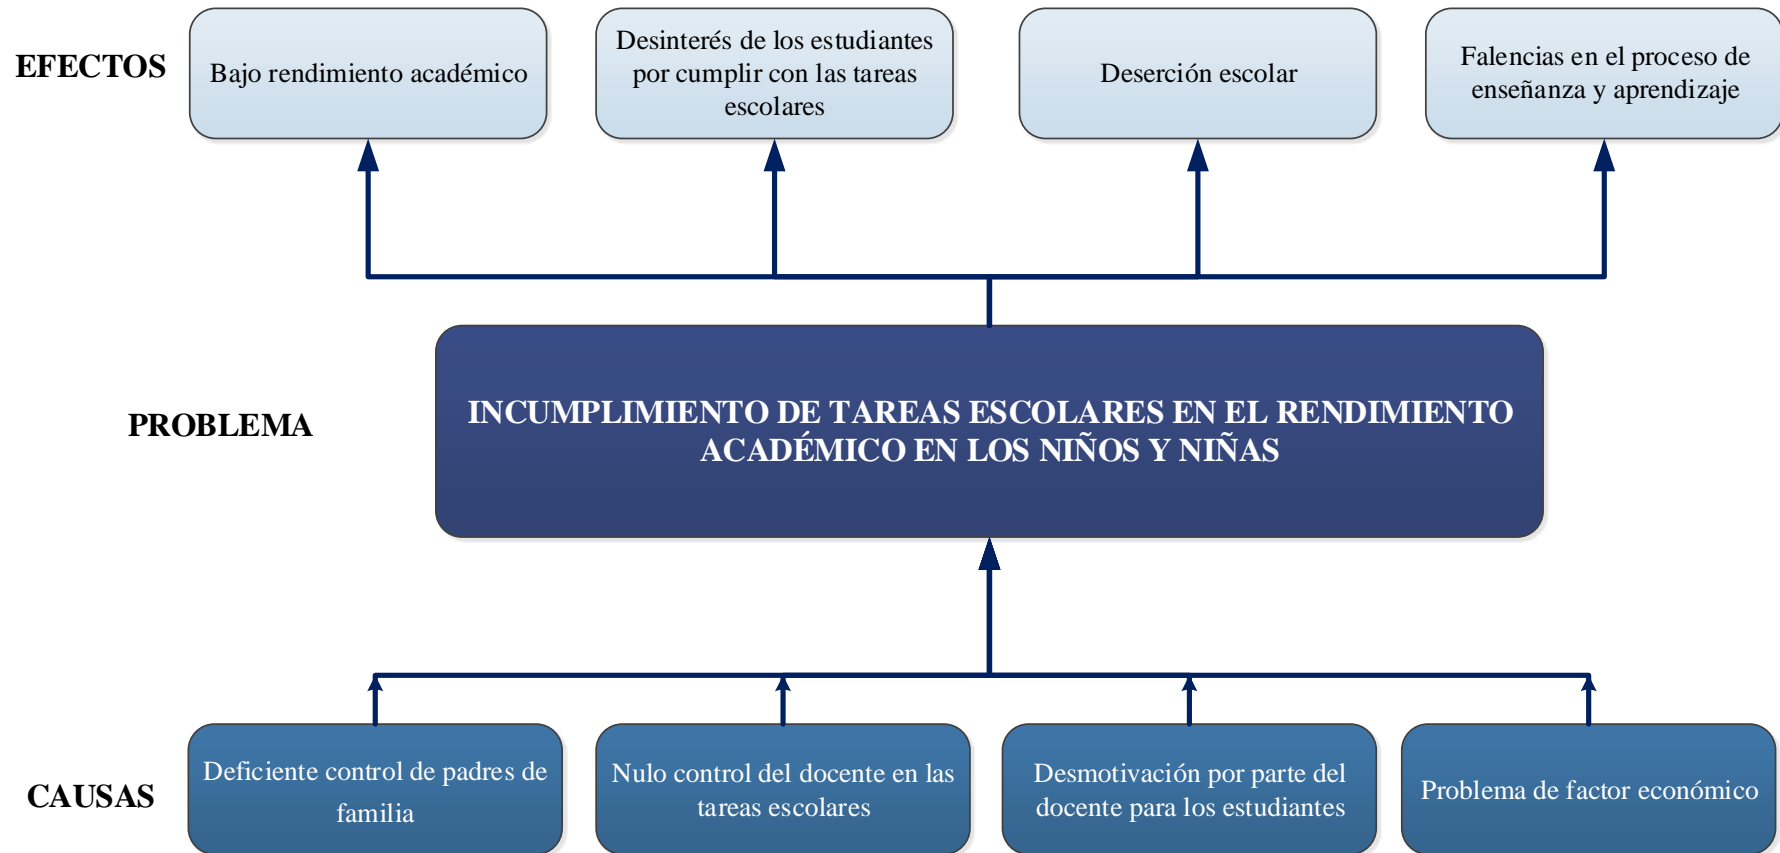 EFECTOS
Bajo rendimiento académico
Desinterés de los estudiantes
por cumplir con las tareas
escolares
Deserción escolar
Falencias en el proceso de
enseñanza y aprendizaje
PROBLEMA
INCUMPLIMIENTO DE TAREAS ESCOLARES EN EL RENDIMIENTO
ACADÉMICO EN LOS NIÑOS Y NIÑAS
CAUSAS
Deficiente control de padres de
familia
Nulo control del docente en las
tareas escolares
Desmotivación por parte del
docente para los estudiantes
Problema de factor económico